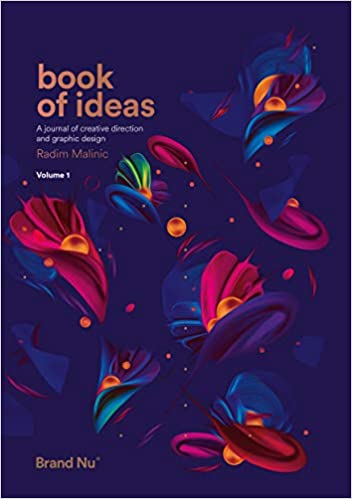 book
of ideas
A journal of creative direction
and graphic design
Radim Malinic
Volume 1
Brand Nu®